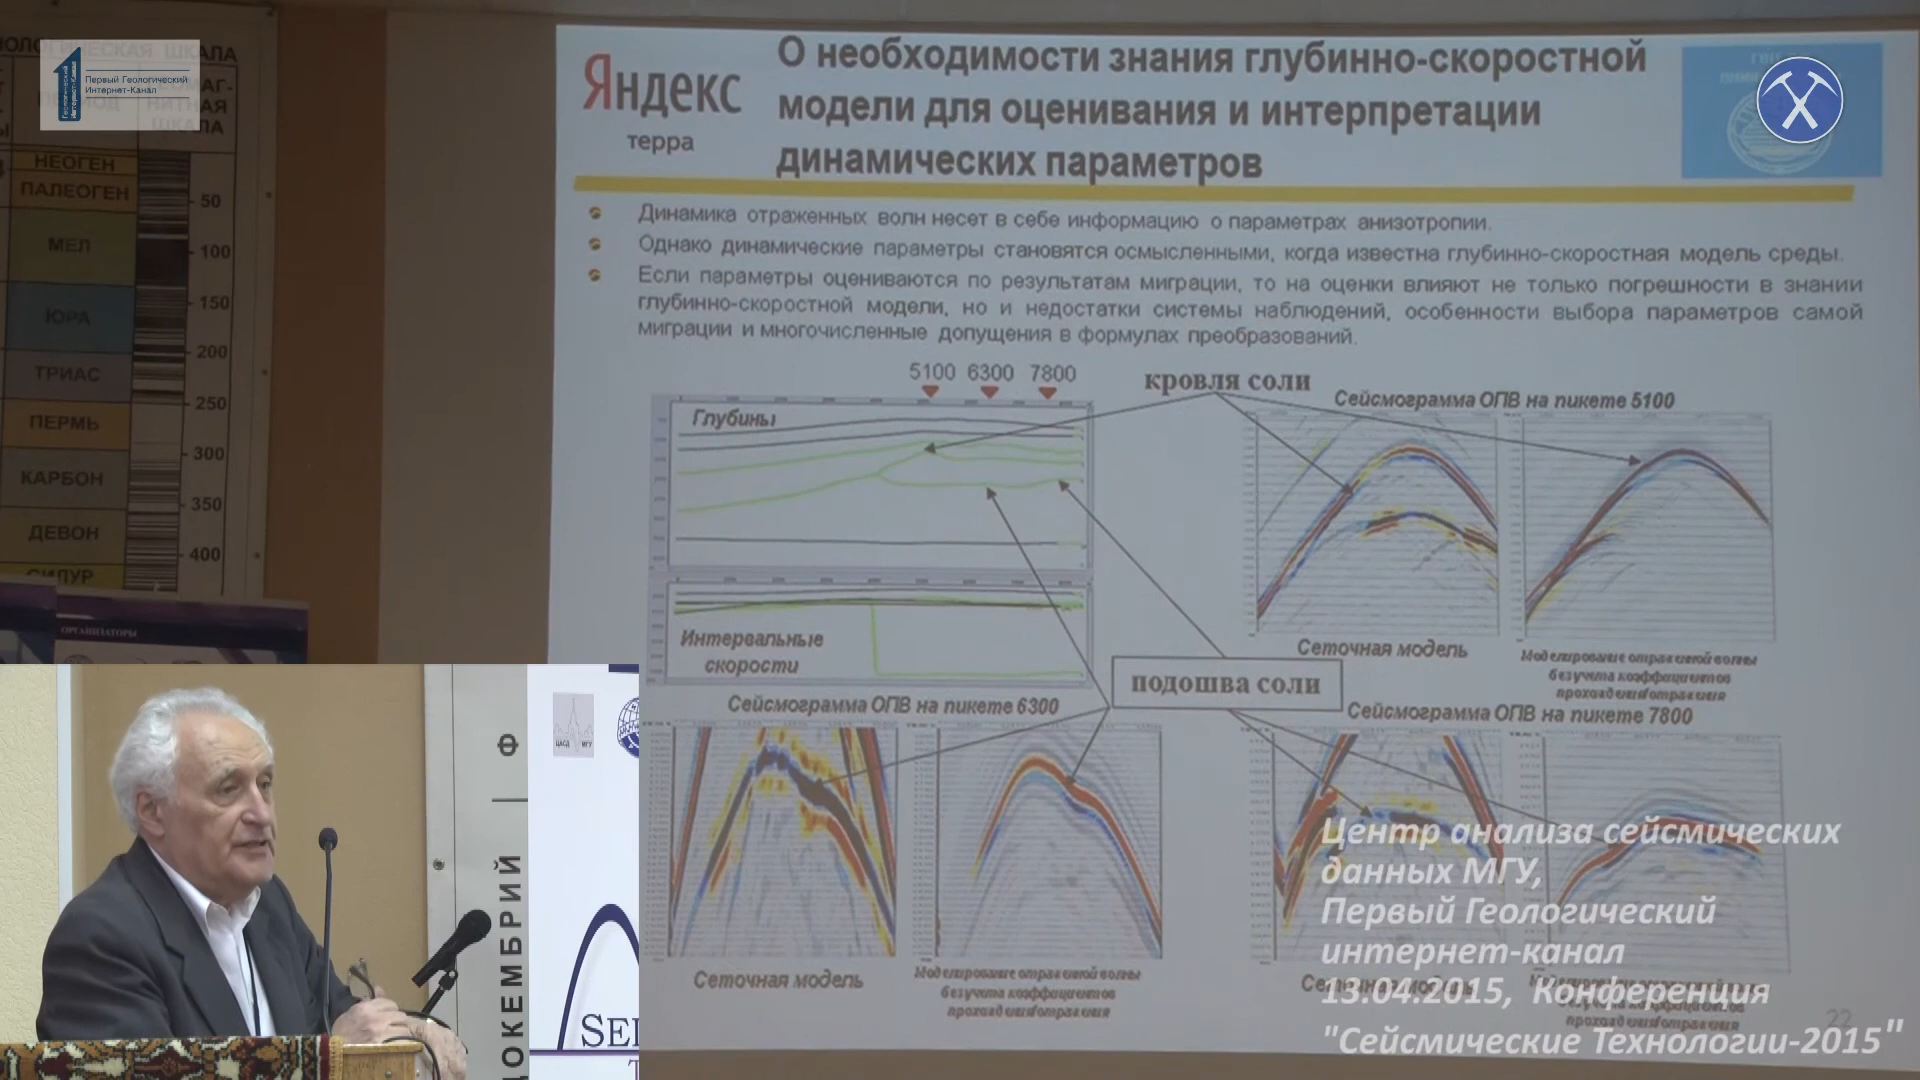 Первый Геологический
Интернет-Канал
ШКАЛА
НЕОГЕН
ПАЛЕОГЕН
МЕЛ
ЮРА
ТРИАС
ПЕРМЬ
КАРБОН
ДЕВОН
СИЛУР
50
100
150
200
250
300
350
400
ОРГАНИЗАТОРЫ
Яндекс
терра
О необходимости знания глубинно-скоростной
модели для оценивания и интерпретации
динамических параметров
Динамика отраженных волн несет в себе информацию о параметрах анизотропии.
Однако динамические параметры становятся осмысленными, когда известна глубинно-скоростная модель среды.
Если параметры оцениваются по результатам миграции, то на оценки влияют не только погрешности в знании
глубинно-скоростной модели, но и недостатки системы наблюдений, особенности выбора параметров самой
миграции и многочисленные допущения в формулах преобразований.
5100 6300 7800
кровля соли
Глубины
Интервальные
скорости
Сейсмограмма ОПВ на пикете 5100
Сеточная модель
Моделирование отраженной волны
без учета коэффициентов
прохождения/отражения
подошва соли
Сейсмограмма ОПВ на пикете 6300
Сеточная модель
Моделирование отраженной волны
без учета коэффициентов
прохождения/отражения
Сейсмограмма ОПВ на пикете 7800
Центр анализа сейсмических
данных МГУ,
Первый Геологический
интернет-канал
13.04.2015, Конференция
"Сейсмические Технологии-2015"
22
ЦАСД МГУ
Ф
ДОКЕМБРИЙ
SEI